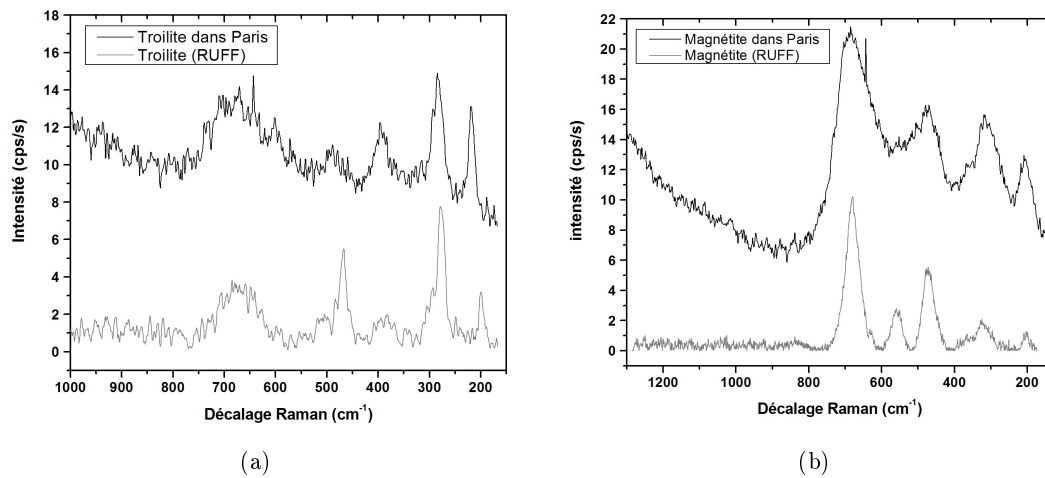 Troilite dans Paris
Troilite (RUFF)
Intensité (cps/s)
18
16
14
12
10
8
6
4
2
0
1000 900 800 700 600 500 400 300 200
Décalage Raman (cm-1)
(a)
Magnétite dans Paris
Magnétite (RUFF)
intensité (cps/s)
22
20
18
16
14
12
10
8
6
4
2
0
1200 1000 800 600 400 200
Décalage Raman (cm-1)
(b)